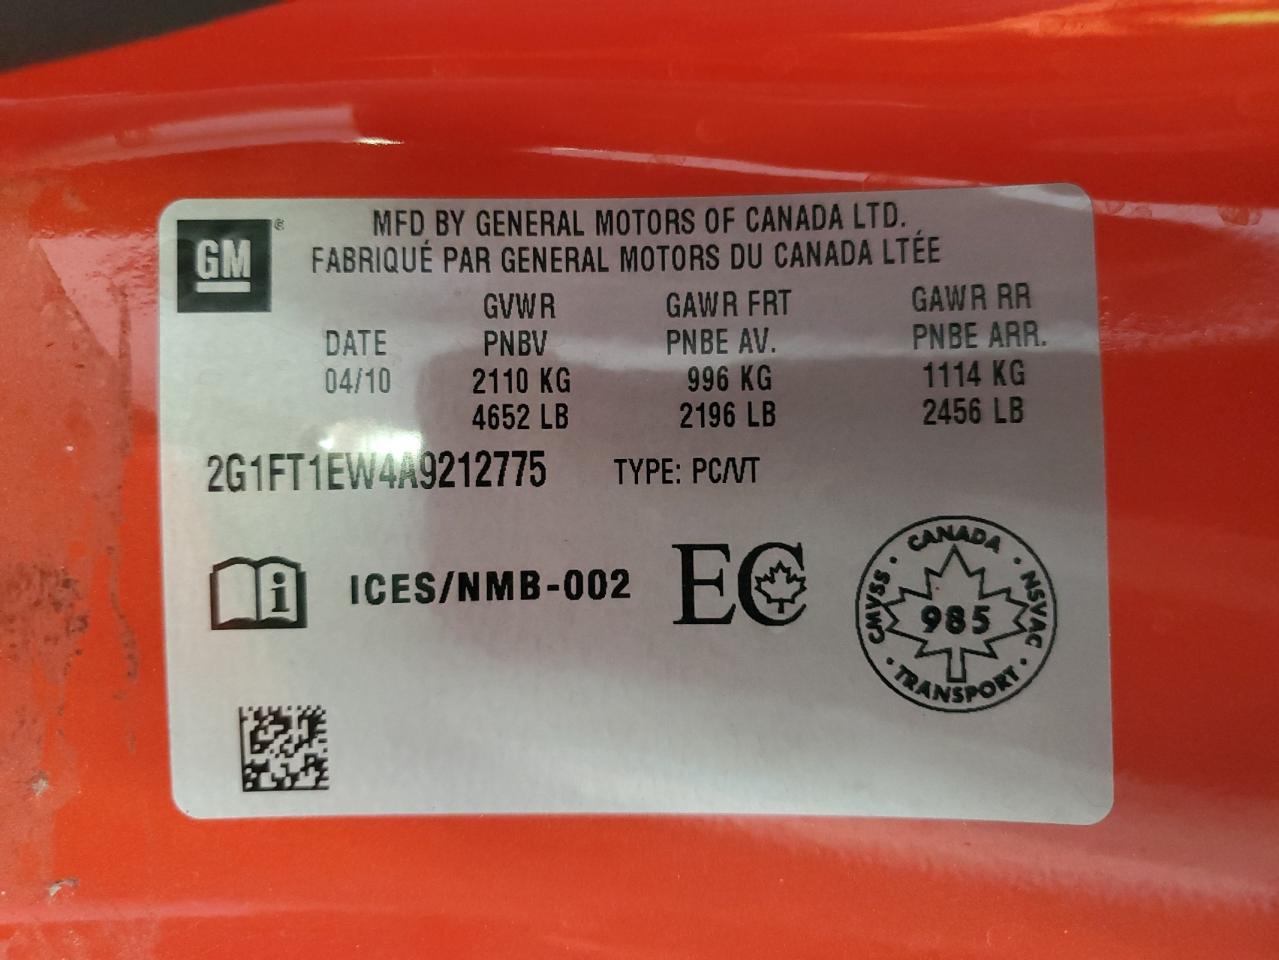 GM ®
MFD BY GENERAL MOTORS OF CANADA LTD.
FABRIQUÉ PAR GENERAL MOTORS DU CANADA LTÉE
GVWR GAWR FRT GAWR RR
DATE PNBV PNBE AV. PNBE ARR.
04/10 2110 KG 996 KG 1114 KG
4652 LB 2196 LB 2456 LB
2G1FT1EW4A9212775 TYPE: PC/VT
i ICES/NMB-002 EC
CANADA
CMVSS 985 NSVAC
TRANSPORT